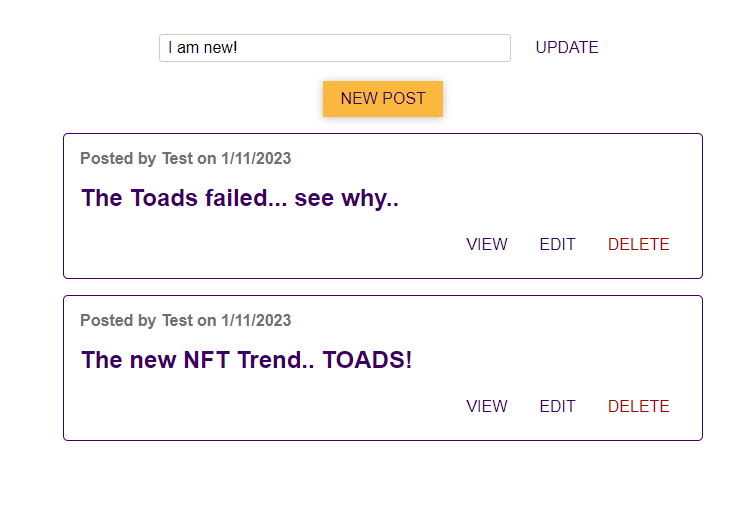 I am new!
UPDATE
NEW POST
Posted by Test on 1/11/2023
The Toads failed... see why..
VIEW EDIT DELETE
Posted by Test on 1/11/2023
The new NFT Trend.. TOADS!
VIEW EDIT DELETE